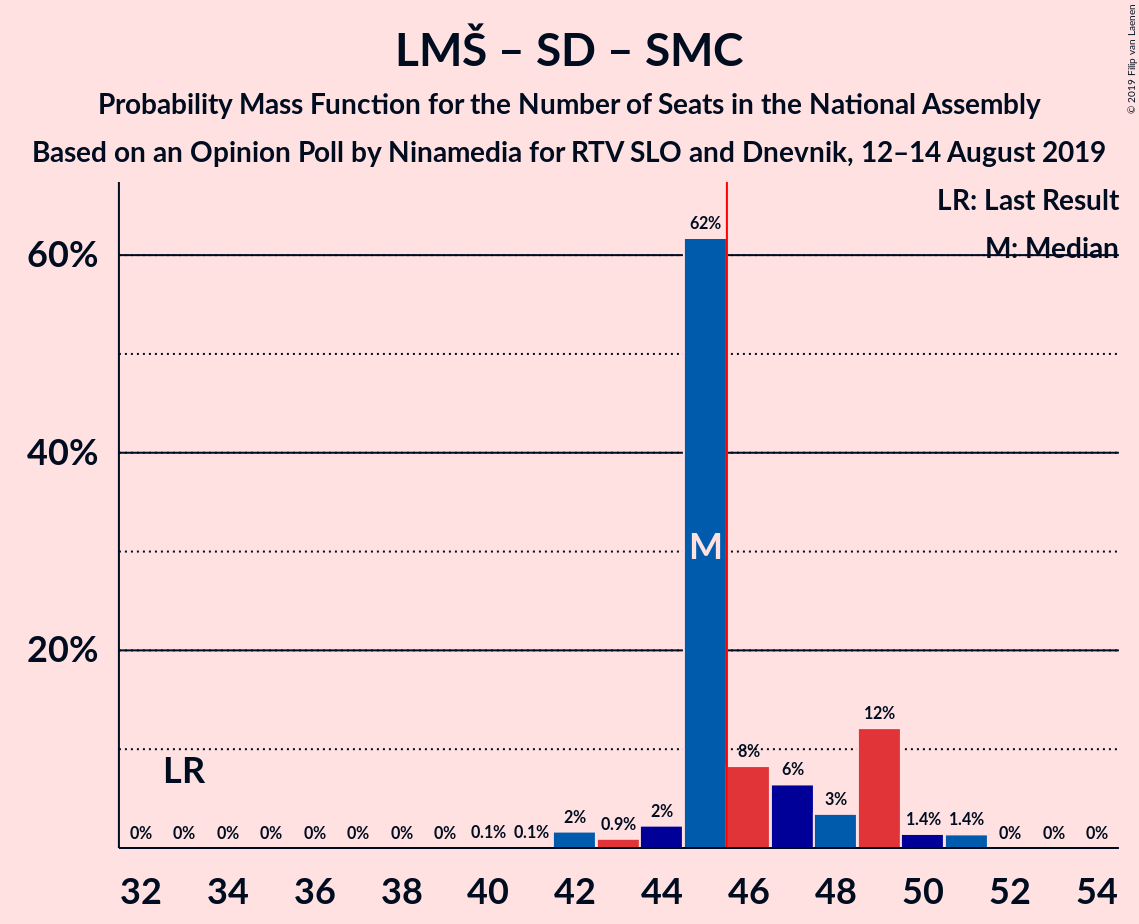 LMŠ – SD – SMC
Probability Mass Function for the Number of Seats in the National Assembly
Based on an Opinion Poll by Ninamedia for RTV SLO and Dnevnik, 12–14 August 2019
© 2019 Filip van Laenen
LR: Last Result
M: Median
60%
40%
20%
62%
M
LR
0% 0% 0% 0% 0% 0% 0% 0% 0.1% 0.1% 2% 0.9% 2% 8% 6% 3% 12% 1.4% 1.4% 0% 0% 0%
32 34 36 38 40 42 44 46 48 50 52 54